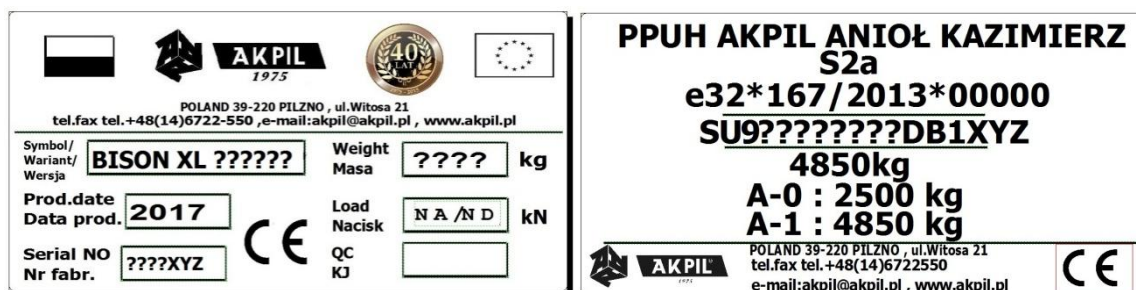 AKPIL
1975
40
LAT
POLAND 39-220 PILZNO , ul.Witosa 21
tel.fax tel.+48(14)6722-550 ,e-mail:akpil@akpil.pl , www.akpil.pl
Symbol/
Wariant/
Wersja
BISON XL ??????
Weight
Masa
???? kg
Prod.date
Data prod.
2017
CE
Load
Nacisk
NA/ND kN
Serial NO
Nr fabr.
????XYZ
QC
KJ
PPUH AKPIL ANIOŁ KAZIMIERZ
S2a
e32*167/2013*00000
SU9????????DB1XYZ
4850kg
A-0 : 2500 kg
A-1 : 4850 kg
AKPIL
1975
POLAND 39-220 PILZNO , ul.Witosa 21
tel.fax tel.+48(14)6722550
e-mail:akpil@akpil.pl , www.akpil.pl
CE